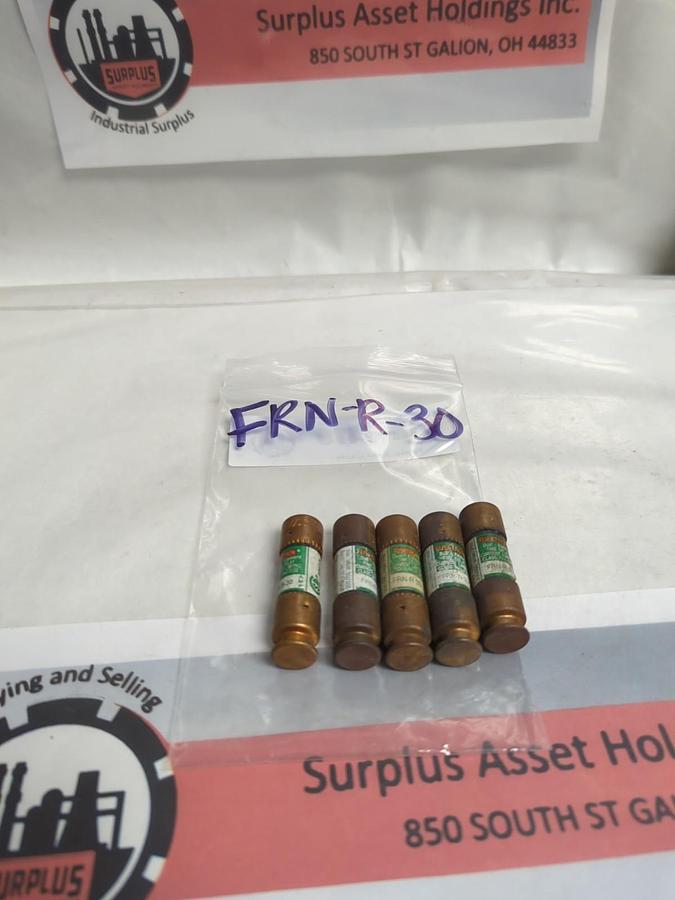 Surplus Asset Holdings Inc.
850 SOUTH ST GALION, OH 44833
SURPLUS
Industrial Surplus
FRN-R-30
ying and Selling
Surplus Asset Hol
850 SOUTH ST GA
URPLUS